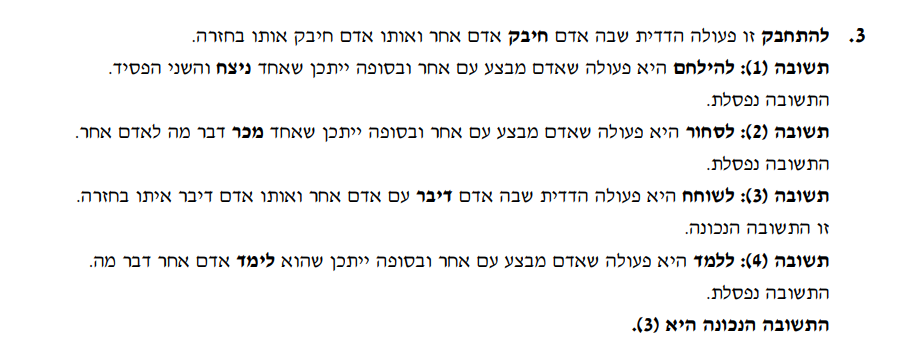 3. להתחבק זו פעולה הדדית שבה אדם חיבק אדם אחר ואותו אדם חיבק אותו בחזרה.
תשובה (1): להילחם היא פעולה שאדם מבצע עם אחר ובסופה ייתכן שאחד ניצח והשני הפסיד.
התשובה נפסלת.
תשובה (2): לסחור היא פעולה שאדם מבצע עם אחר ובסופה ייתכן שאחד מכר דבר מה לאדם אחר.
התשובה נפסלת.
תשובה (3): לשוחח היא פעולה הדדית שבה אדם דיבר עם אדם אחר ואותו אדם דיבר איתו בחזרה.
זו התשובה הנכונה.
תשובה (4): ללמד היא פעולה שאדם מבצע עם אחר ובסופה ייתכן שהוא לימד אדם אחר דבר מה.
התשובה נפסלת.
התשובה הנכונה היא (3).